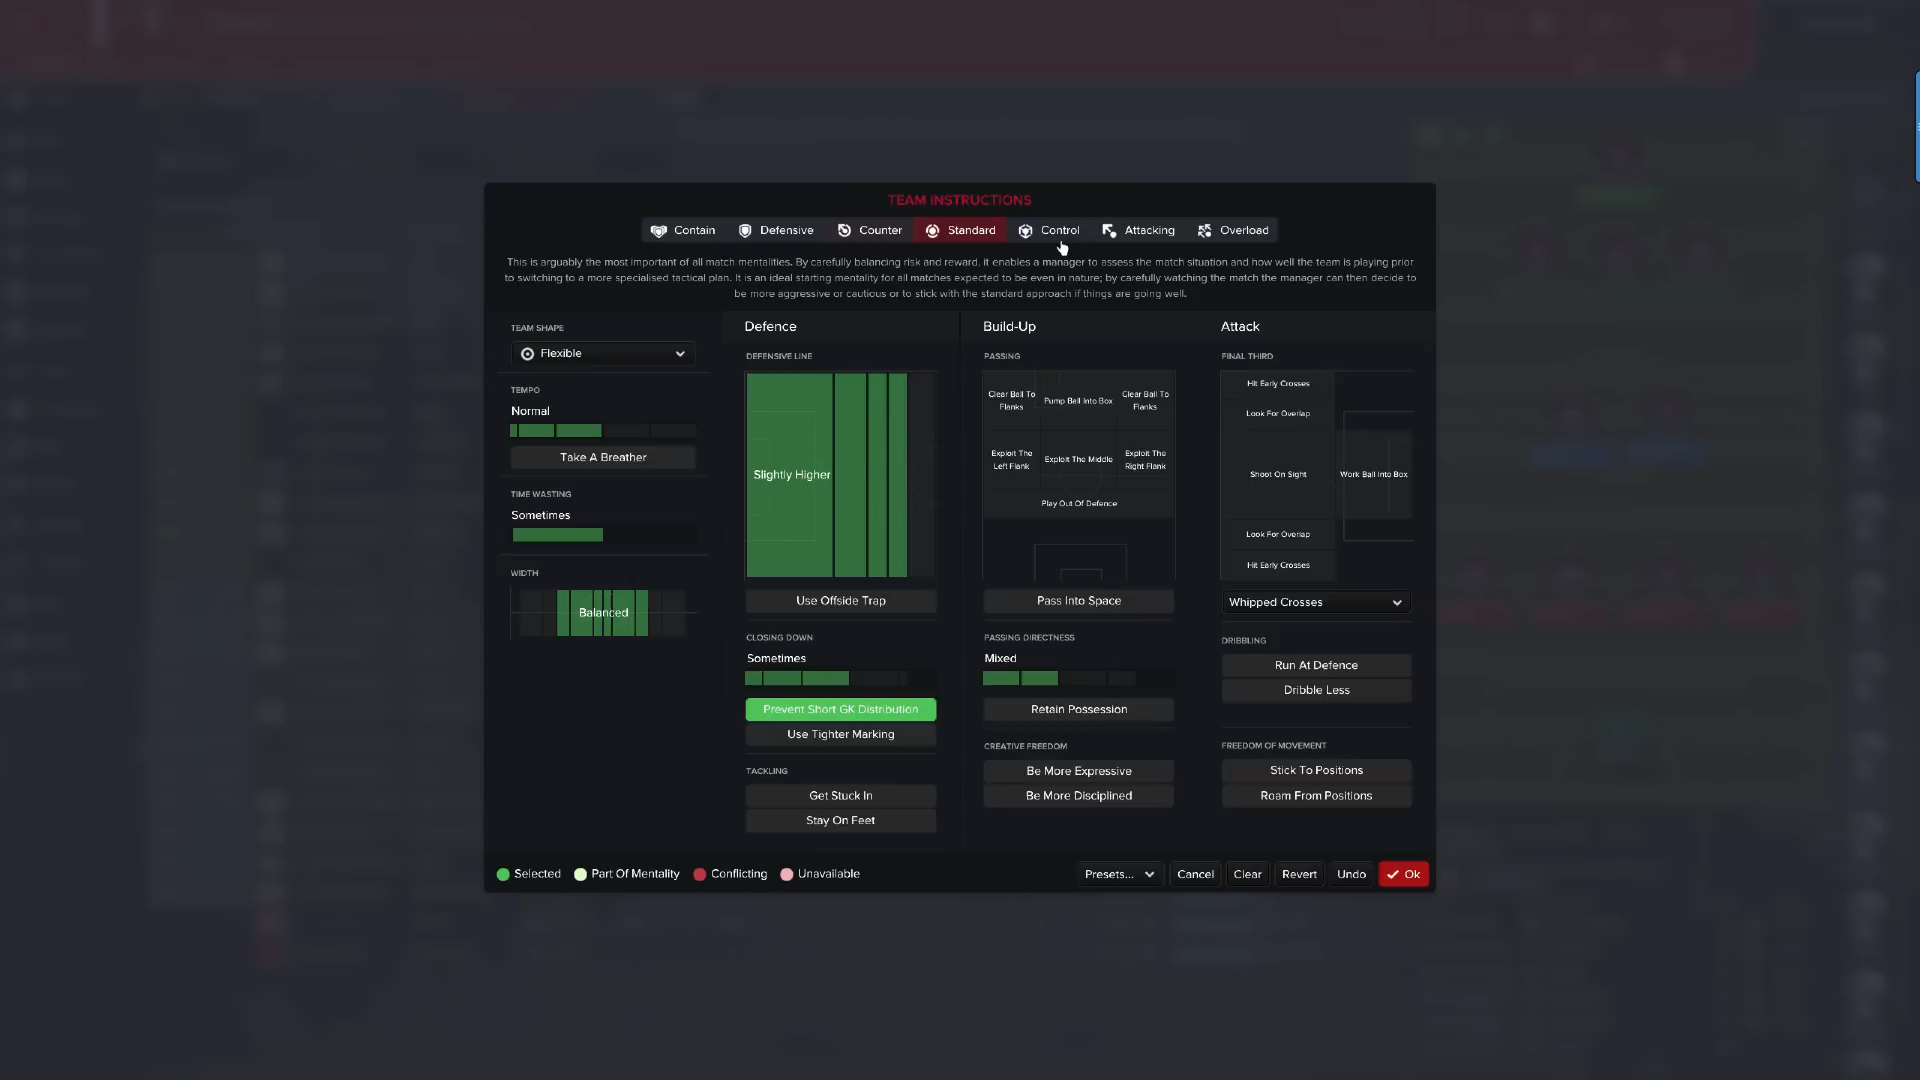 TEAM INSTRUCTIONS
Contain Defensive Counter Standard Control Attacking Overload
This is arguably the most important of all match mentalities. By carefully balancing risk and reward, it enables a manager to assess the match situation and how well the team is playing prior
to switching to a more specialised tactical plan. It is an ideal starting mentality for all matches expected to be even in nature; by carefully watching the match the manager can then decide to
be more aggressive or cautious or to stick with the standard approach if things are going well.
TEAM SHAPE
Flexible
TEMPO
Normal
Take A Breather
TIME WASTING
Sometimes
WIDTH
Balanced
Defence
DEFENSIVE LINE
Slightly Higher
Use Offside Trap
CLOSING DOWN
Sometimes
Prevent Short GK Distribution
Use Tighter Marking
TACKLING
Get Stuck In
Stay On Feet
Build-Up
PASSING
Clear Ball To
Flanks
Pump Ball Into Box
Clear Ball To
Flanks
Exploit The
Left Flank
Exploit The Middle
Exploit The
Right Flank
Play Out Of Defence
Pass Into Space
PASSING DIRECTNESS
Mixed
Retain Possession
CREATIVE FREEDOM
Be More Expressive
Be More Disciplined
Attack
FINAL THIRD
Hit Early Crosses
Look For Overlap
Shoot On Sight
Work Ball Into Box
Look For Overlap
Hit Early Crosses
Whipped Crosses
DRIBBLING
Run At Defence
Dribble Less
FREEDOM OF MOVEMENT
Stick To Positions
Roam From Positions
Selected Part Of Mentality Conflicting Unavailable
Presets... Cancel Clear Revert Undo Ok